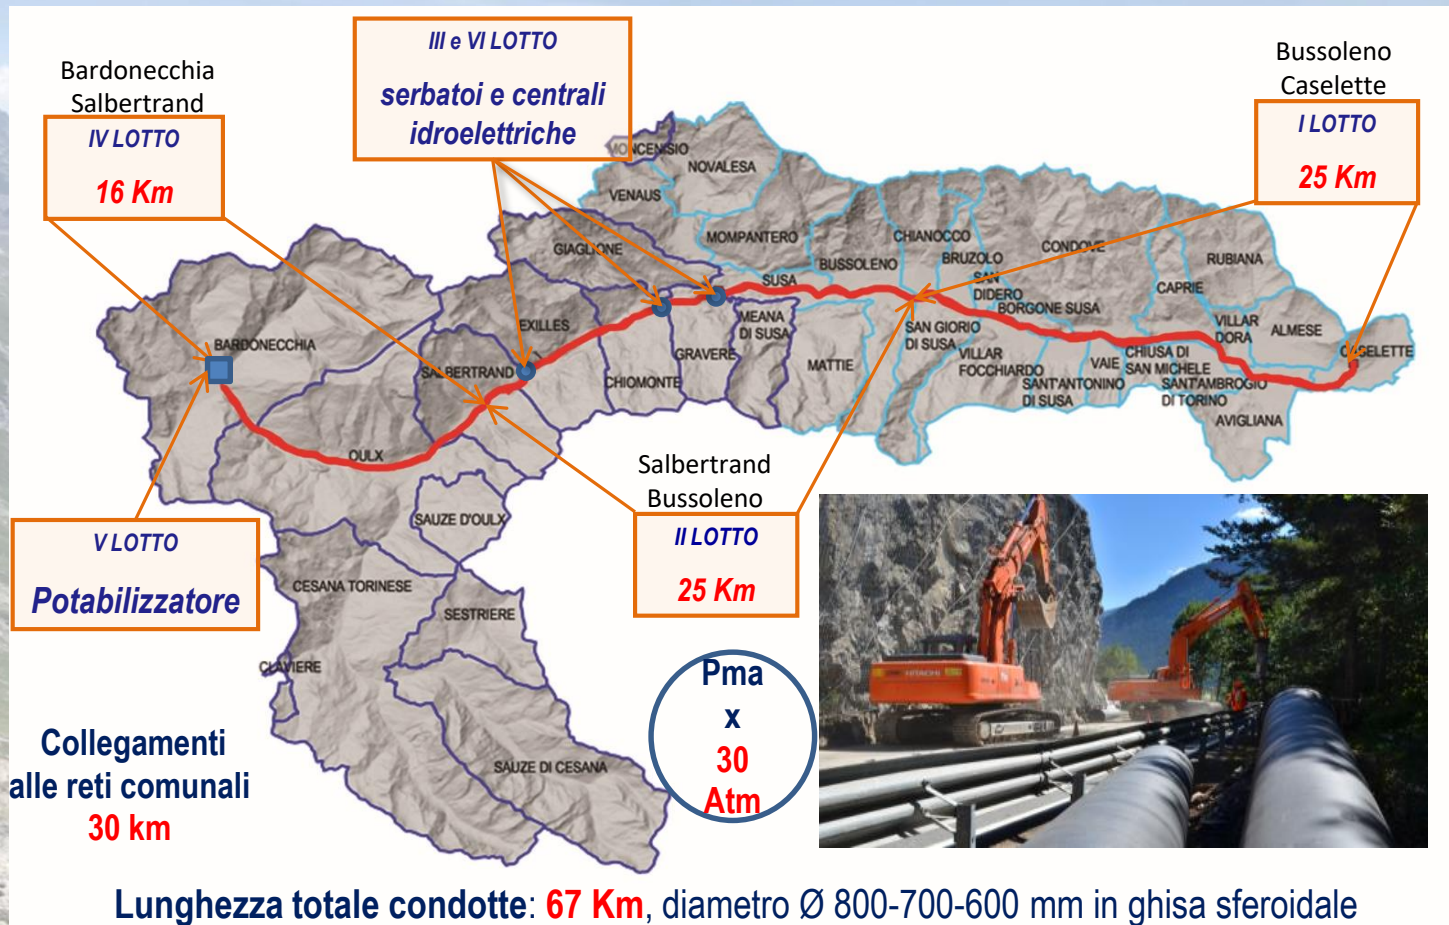 Bardonecchia
Salbertrand
IV LOTTO
16 Km
III e VI LOTTO
serbatoi e centrali
idroelettriche
Bussoleno
Caselette
I LOTTO
25 Km
MONCENISIO
NOVALESA
VENAUS
GIAGLIONE
MOMPANTERO
SUSA
BUSSOLENO
CHIANOCCO
BRUZOLO
SAN
DIDERO
CONDOVE
BORGONE SUSA
RUBIANA
CAPRIE
VILLAR
DORA
ALMESE
CASELETTE
BARDONECCHIA
EXILLES
SALBERTRAND
CHIOMONTE
GRAVERE
MEANA
DI SUSA
MATTIE
SAN GIORIO
DI SUSA
VILLAR
FOCCHIARDO
SANT'ANTONINO
DI SUSA
VAIE
CHIUSA DI
SAN MICHELE
SANT'AMBROGIO
DI TORINO
AVIGLIANA
OULX
SAUZE D'OULX
Salbertrand
Bussoleno
II LOTTO
25 Km
V LOTTO
Potabilizzatore
CESANA TORINESE
SESTRIERE
CLAVIERE
SAUZE DI CESANA
Pma
x
30
Atm
HITACHI
Collegamenti
alle reti comunali
30 km
Lunghezza totale condotte: 67 Km, diametro Ø 800-700-600 mm in ghisa sferoidale